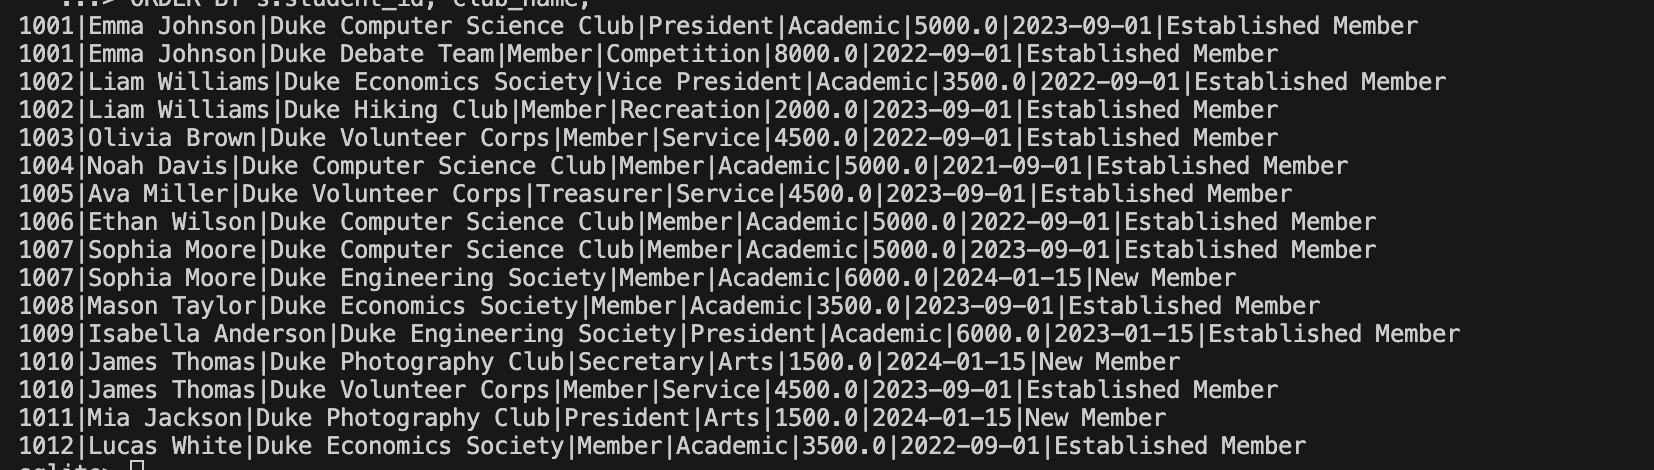 ...> ORDER BY s.student_id, club_name;
1001|Emma Johnson|Duke Computer Science Club|President|Academic|5000.0|2023-09-01|Established Member
1001|Emma Johnson|Duke Debate Team|Member|Competition|8000.0|2022-09-01|Established Member
1002|Liam Williams|Duke Economics Society|Vice President|Academic|3500.0|2022-09-01|Established Member
1002|Liam Williams|Duke Hiking Club|Member|Recreation|2000.0|2023-09-01|Established Member
1003|Olivia Brown|Duke Volunteer Corps|Member|Service|4500.0|2022-09-01|Established Member
1004|Noah Davis|Duke Computer Science Club|Member|Academic|5000.0|2021-09-01|Established Member
1005|Ava Miller|Duke Volunteer Corps|Treasurer|Service|4500.0|2023-09-01|Established Member
1006|Ethan Wilson|Duke Computer Science Club|Member|Academic|5000.0|2022-09-01|Established Member
1007|Sophia Moore|Duke Computer Science Club|Member|Academic|5000.0|2023-09-01|Established Member
1007|Sophia Moore|Duke Engineering Society|Member|Academic|6000.0|2024-01-15|New Member
1008|Mason Taylor|Duke Economics Society|Member|Academic|3500.0|2023-09-01|Established Member
1009|Isabella Anderson|Duke Engineering Society|President|Academic|6000.0|2023-01-15|Established Member
1010|James Thomas|Duke Photography Club|Secretary|Arts|1500.0|2024-01-15|New Member
1010|James Thomas|Duke Volunteer Corps|Member|Service|4500.0|2023-09-01|Established Member
1011|Mia Jackson|Duke Photography Club|President|Arts|1500.0|2024-01-15|New Member
1012|Lucas White|Duke Economics Society|Member|Academic|3500.0|2022-09-01|Established Member
sqlite>